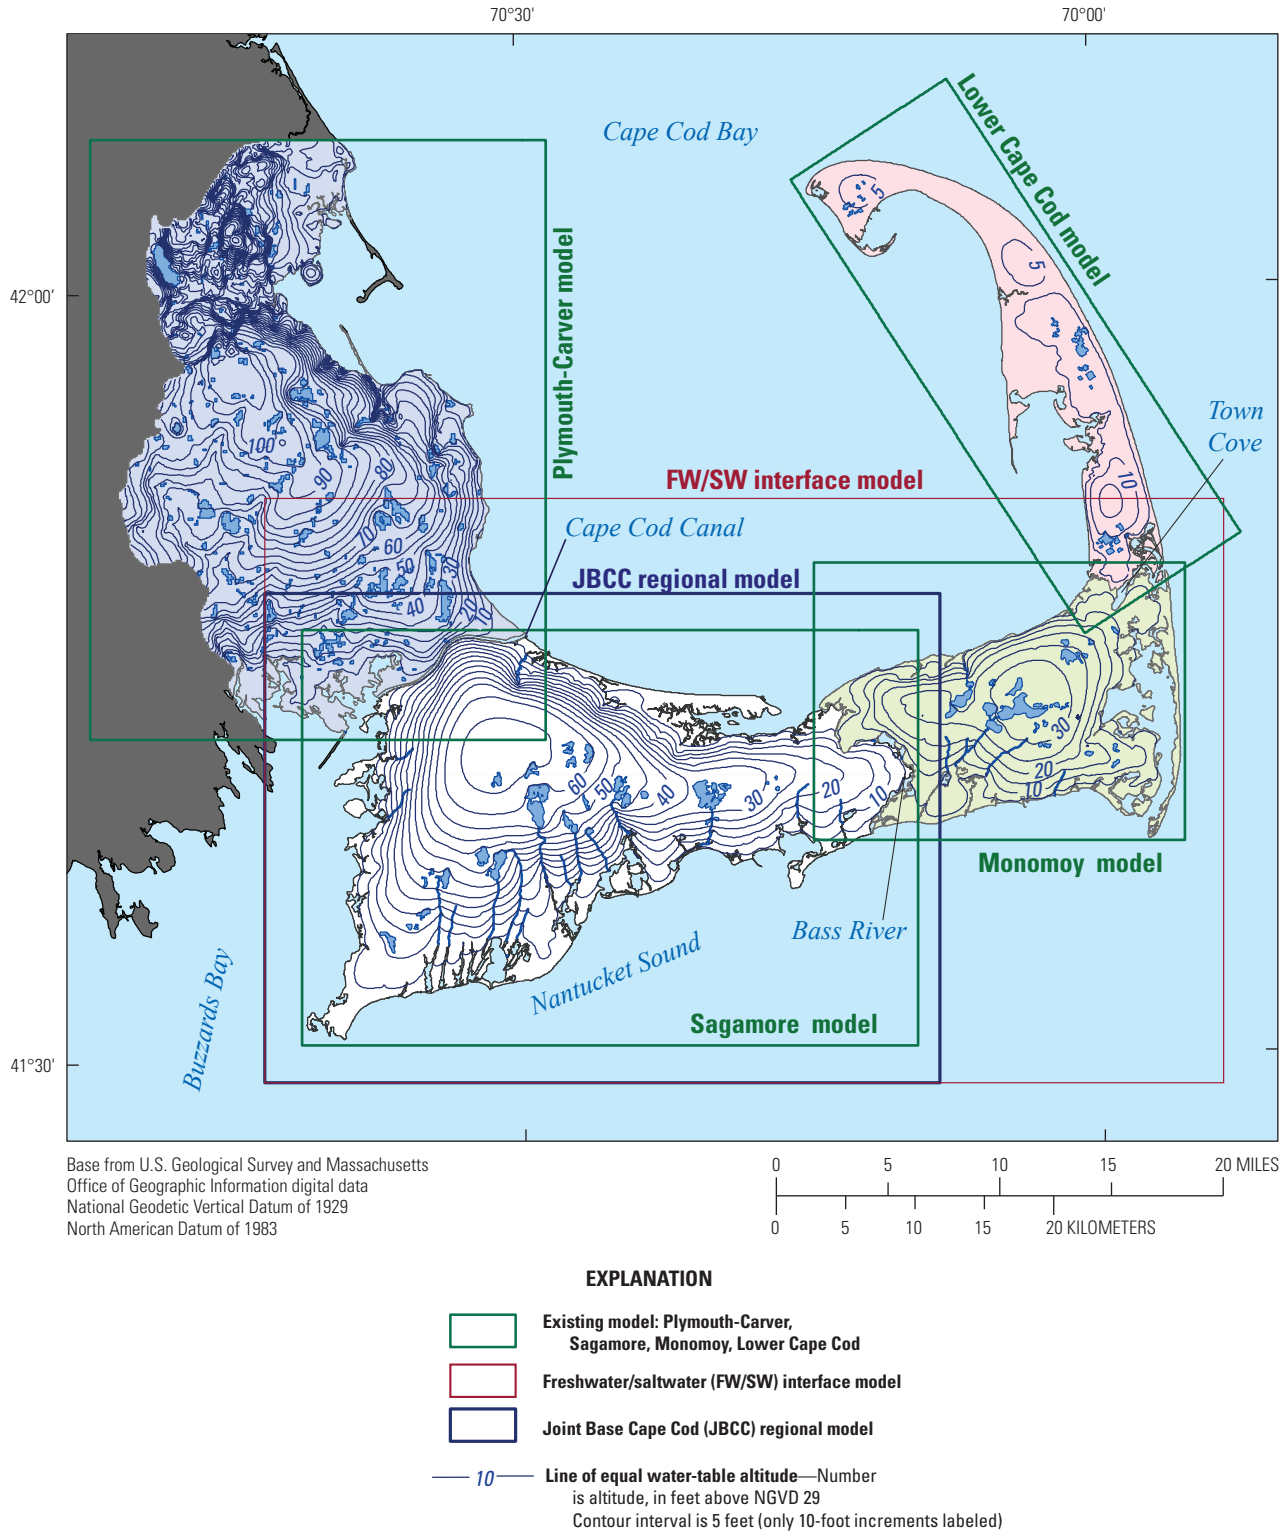 70°30'
70°00'
Cape Cod Bay
Lower Cape Cod model
5
5
42°00'
Plymouth-Carver model
Town
Cove
100
90
80
10
FW/SW interface model
Cape Cod Canal
70
60
50
30
JBCC regional model
40
20
10
30
60
50
40
30
20
10
20
10
Monomoy model
Bass River
Nantucket Sound
Buzzards Bay
Sagamore model
41°30'
Base from U.S. Geological Survey and Massachusetts
Office of Geographic Information digital data
National Geodetic Vertical Datum of 1929
North American Datum of 1983
0 5 10 15 20 MILES
0 5 10 15 20 KILOMETERS
EXPLANATION
Existing model: Plymouth-Carver,
Sagamore, Monomoy, Lower Cape Cod
Freshwater/saltwater (FW/SW) interface model
Joint Base Cape Cod (JBCC) regional model
10 Line of equal water-table altitude—Number
is altitude, in feet above NGVD 29
Contour interval is 5 feet (only 10-foot increments labeled)